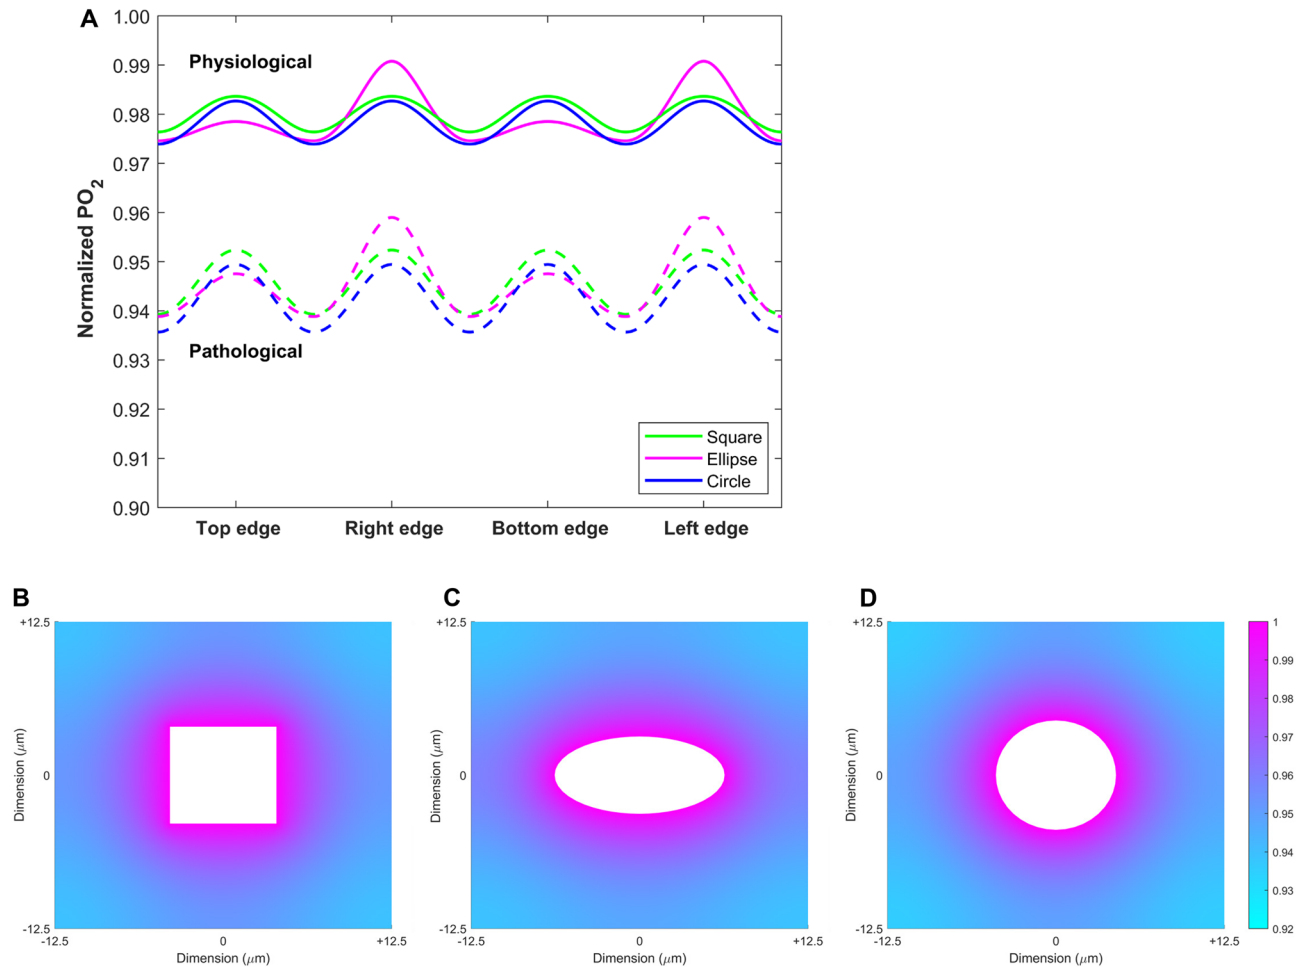 A
1.00
0.99
0.98
0.97
0.96
0.95
0.94
0.93
0.92
0.91
0.90
Normalized PO2
Physiological
Pathological
Square
Ellipse
Circle
Top edge
Right edge
Bottom edge
Left edge
B
+12.5
0
-12.5
Dimension (μm)
-12.5
0
+12.5
Dimension (μm)
C
+12.5
0
-12.5
Dimension (μm)
-12.5
0
+12.5
Dimension (μm)
D
+12.5
0
-12.5
Dimension (μm)
-12.5
0
+12.5
Dimension (μm)
1
0.99
0.98
0.97
0.96
0.95
0.94
0.93
0.92